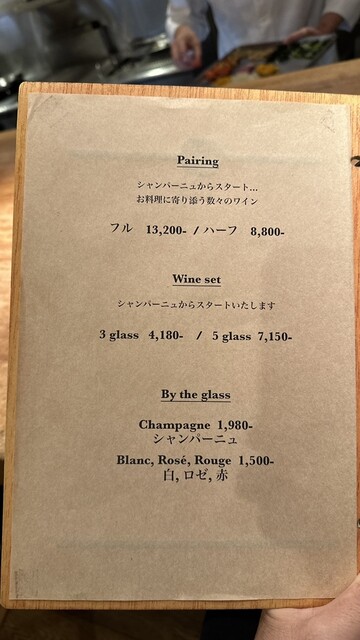 Pairing
シャンパーニュからスタート...
お料理に寄り添う数々のワイン
フル 13,200- / ハーフ 8,800-
Wine set
シャンパーニュからスタートいたします
3 glass 4,180- / 5 glass 7,150-
By the glass
Champagne 1,980-
シャンパーニュ
Blanc, Rosé, Rouge 1,500-
白, ロゼ, 赤